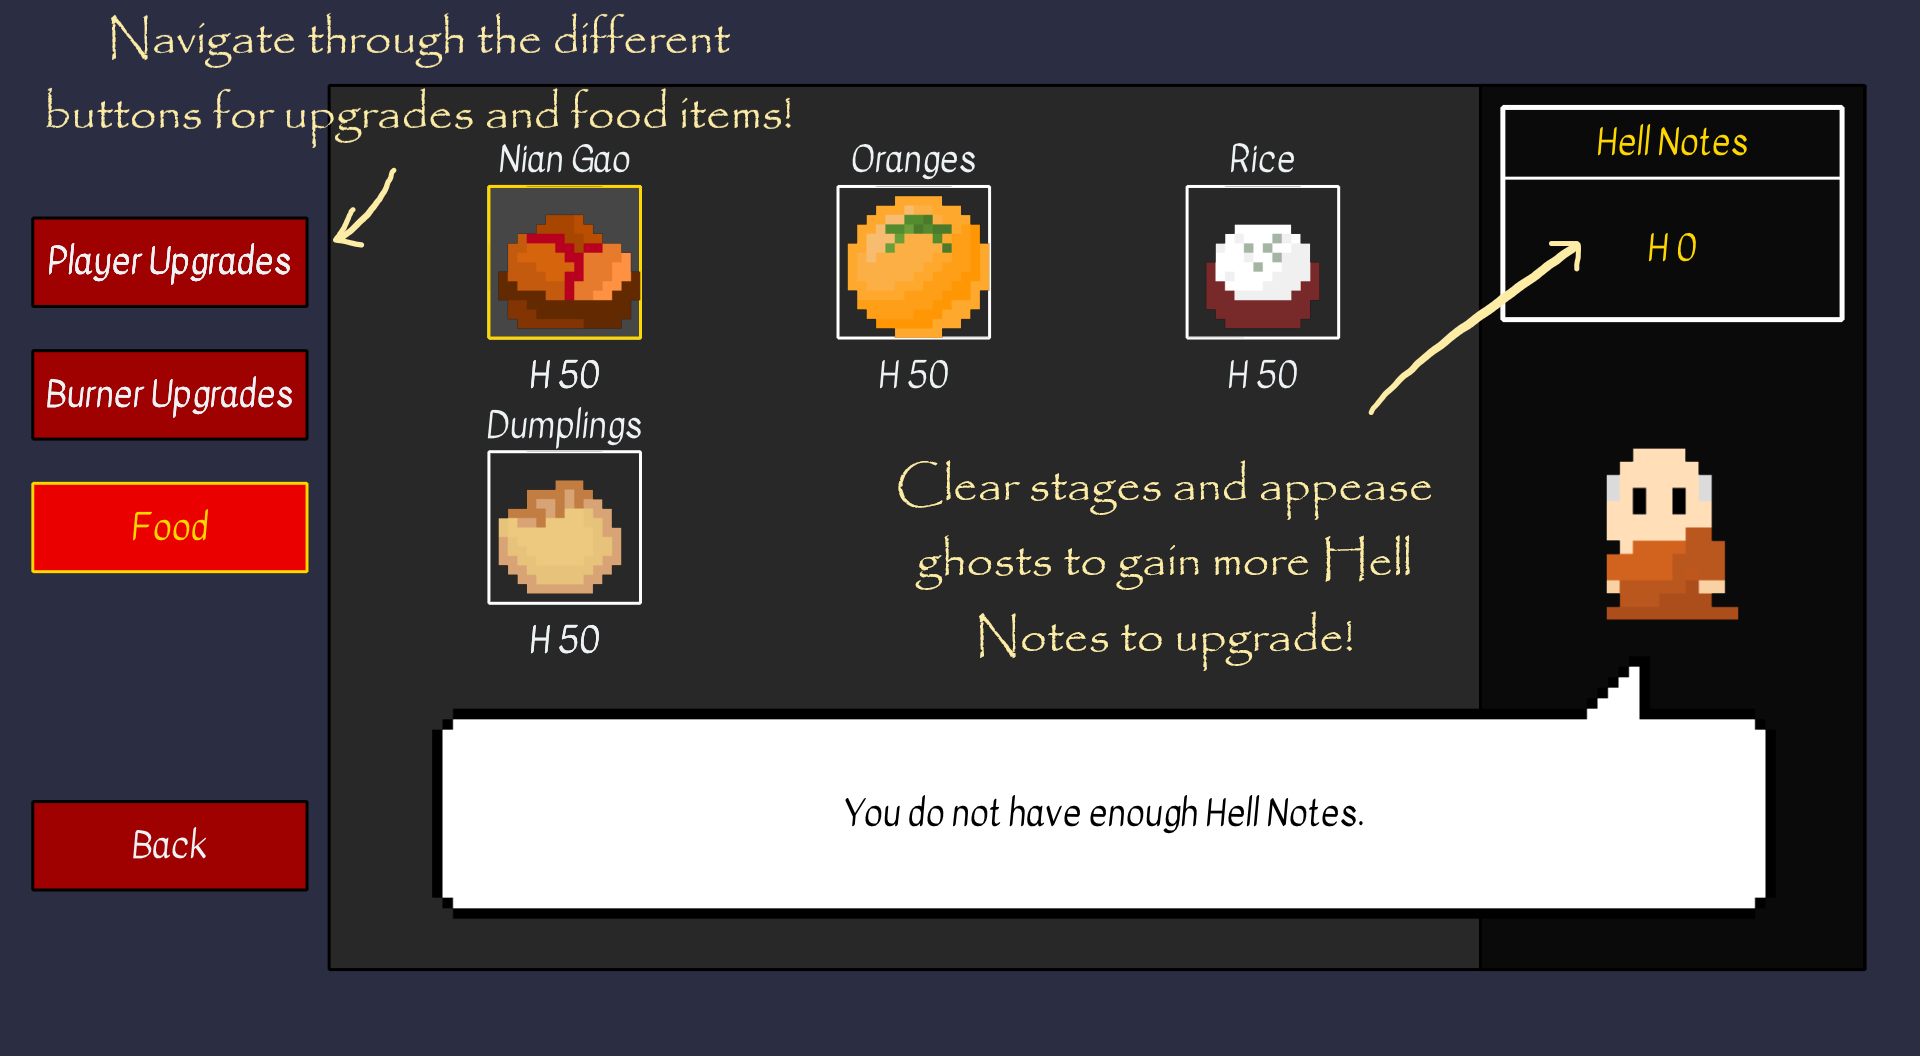 Navigate through the different
buttons for upgrades and food items!
Nian Gao
Oranges
Rice
Hell Notes
H 0
Player Upgrades
H 50
H 50
H 50
Burner Upgrades
Dumplings
Food
H 50
Clear stages and appease
ghosts to gain more Hell
Notes to upgrade!
You do not have enough Hell Notes.
Back